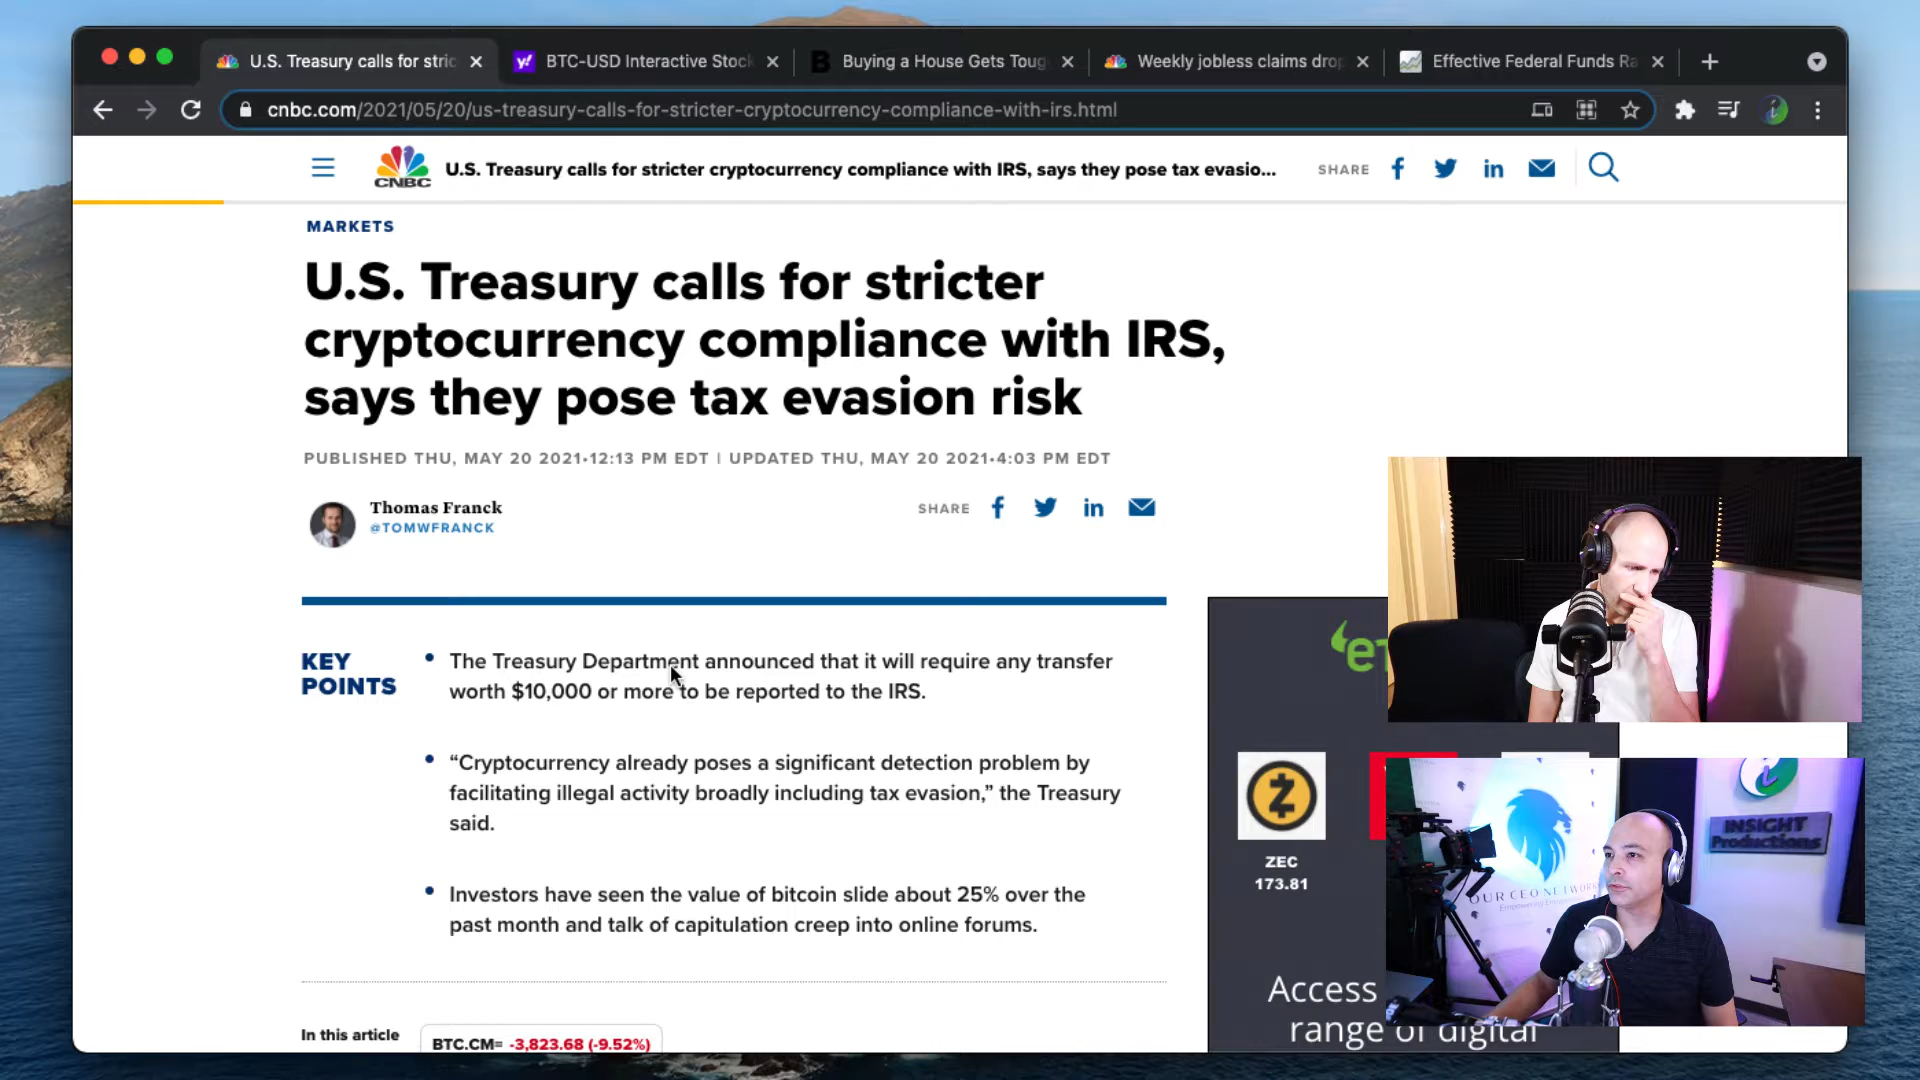 U.S. Treasury calls for stric
BTC-USD Interactive Stock
Buying a House Gets Toug
Weekly jobless claims drop
Effective Federal Funds Ra
cnbc.com/2021/05/20/us-treasury-calls-for-stricter-cryptocurrency-compliance-with-irs.html
CNBC
U.S. Treasury calls for stricter cryptocurrency compliance with IRS, says they pose tax evasio...
SHARE
MARKETS
U.S. Treasury calls for stricter
cryptocurrency compliance with IRS,
says they pose tax evasion risk
PUBLISHED THU, MAY 20 2021•12:13 PM EDT | UPDATED THU, MAY 20 2021•4:03 PM EDT
Thomas Franck
@TOMWFRANCK
SHARE
KEY
POINTS
• The Treasury Department announced that it will require any transfer
worth $10,000 or more to be reported to the IRS.
• “Cryptocurrency already poses a significant detection problem by
facilitating illegal activity broadly including tax evasion,” the Treasury
said.
• Investors have seen the value of bitcoin slide about 25% over the
past month and talk of capitulation creep into online forums.
In this article
BTC.CM= -3,823.68 (-9.52%)
ZEC
173.81
Access
range of digital
INSIGHT
Productions
OUR CEO NETWORK